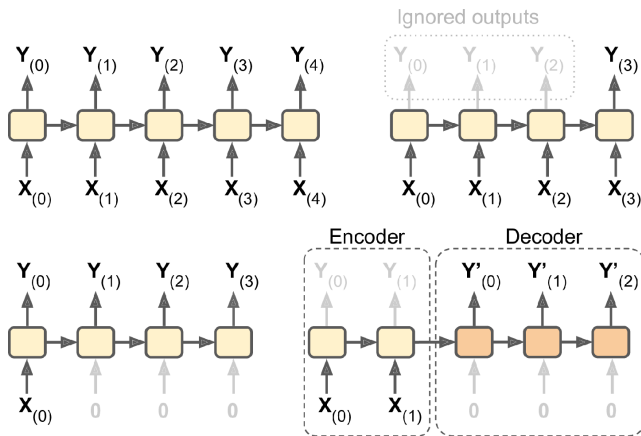 Ignored outputs
Y(0) Y(1) Y(2) Y(3) Y(4)
Y(0) Y(1) Y(2) Y(3)
X(0) X(1) X(2) X(3) X(4)
X(0) X(1) X(2) X(3)
Encoder
Decoder
Y(0) Y(1) Y(2) Y(3)
Y(0) Y(1) Y'(0) Y'(1) Y'(2)
X(0) 0 0 0
X(0) X(1) 0 0 0